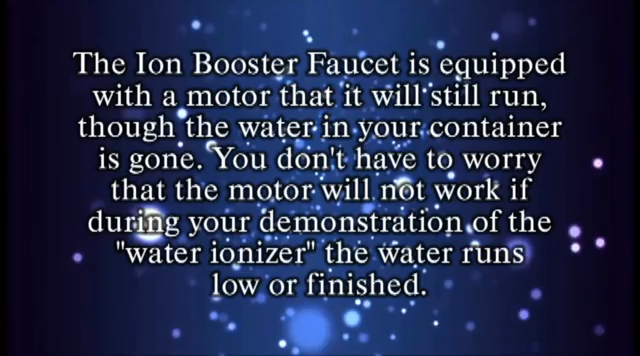 The Ion Booster Faucet is equipped
with a motor that it will still run,
though the water in your container
is gone. You don't have to worry
that the motor will not work if
during your demonstration of the
"water ionizer" the water runs
low or finished.